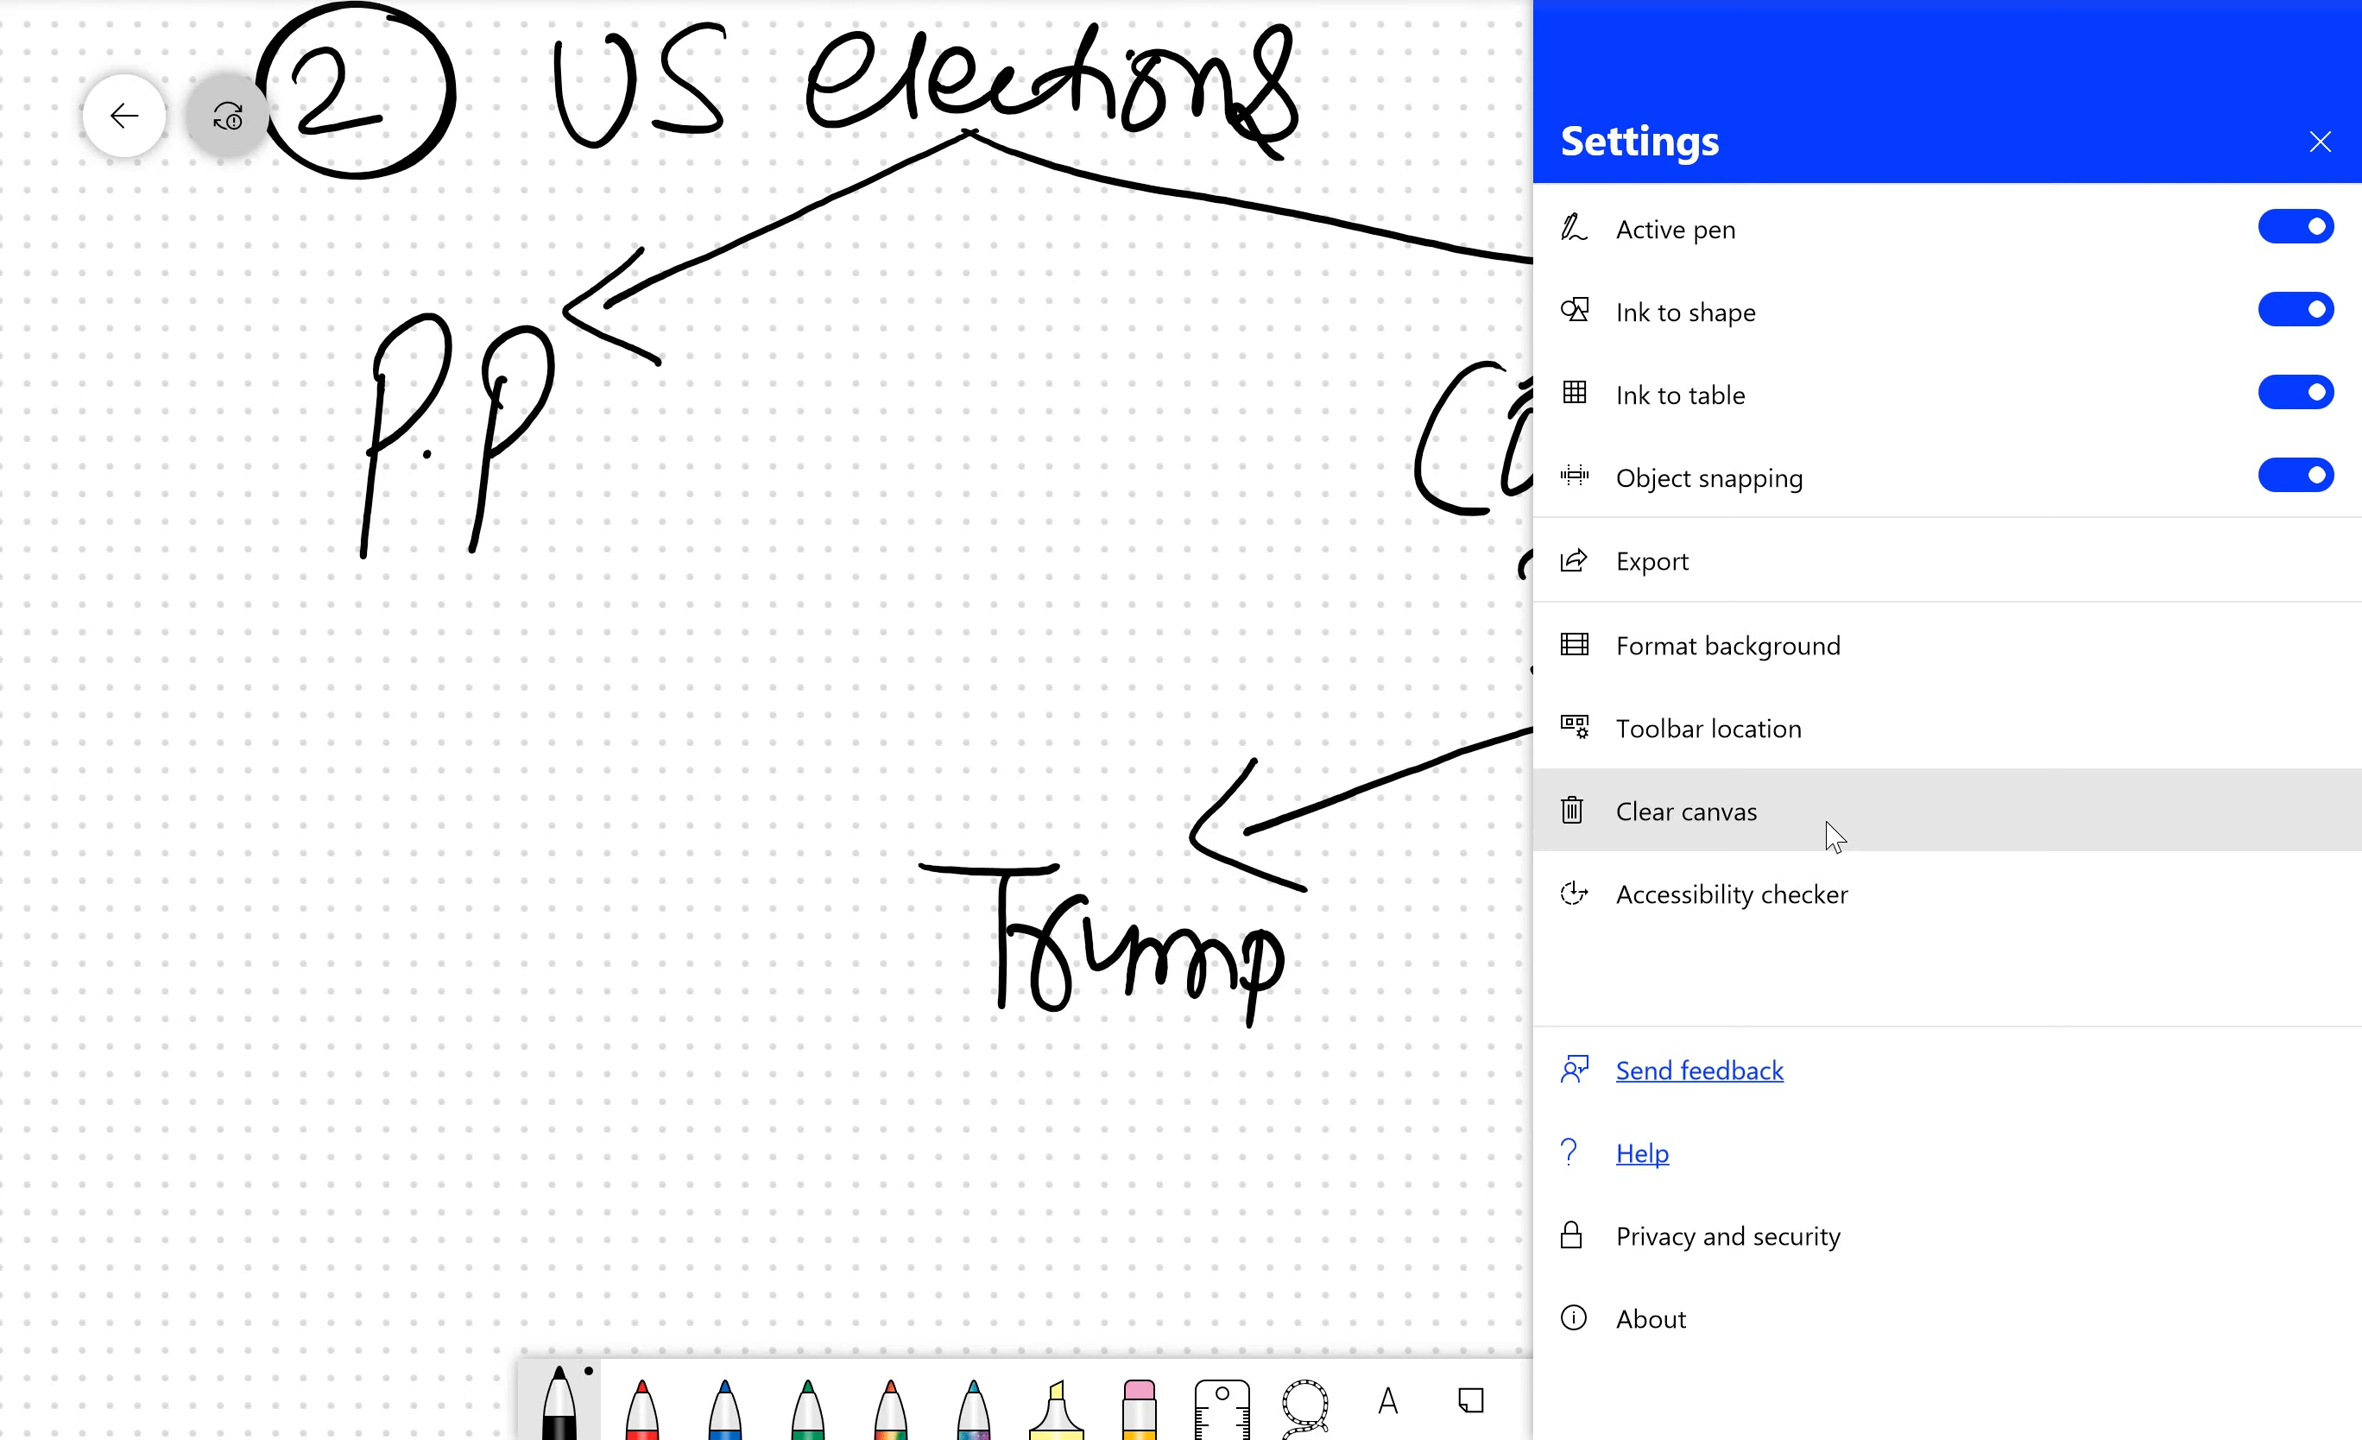 ② US elections
Settings
Active pen
Ink to shape
P.P
Ink to table
Object snapping
Export
Format background
Toolbar location
Clear canvas
Trump
Accessibility checker
Send feedback
Help
Privacy and security
About
A